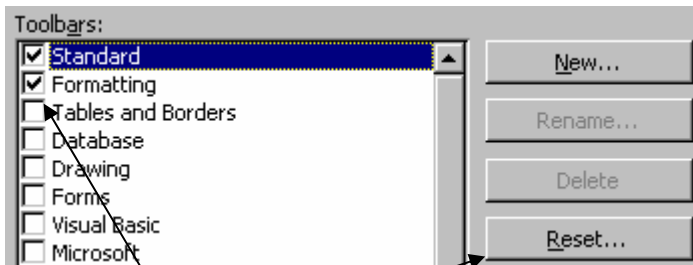 Toolbars:
Standard
Formatting
Tables and Borders
Database
Drawing
Forms
Visual Basic
Microsoft
New...
Rename...
Delete
Reset...